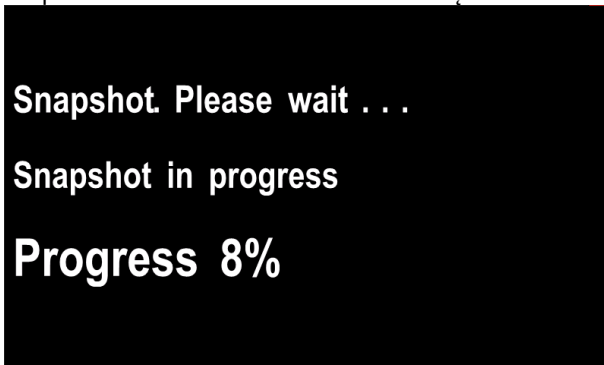 Snapshot. Please wait . . .
Snapshot in progress
Progress 8%